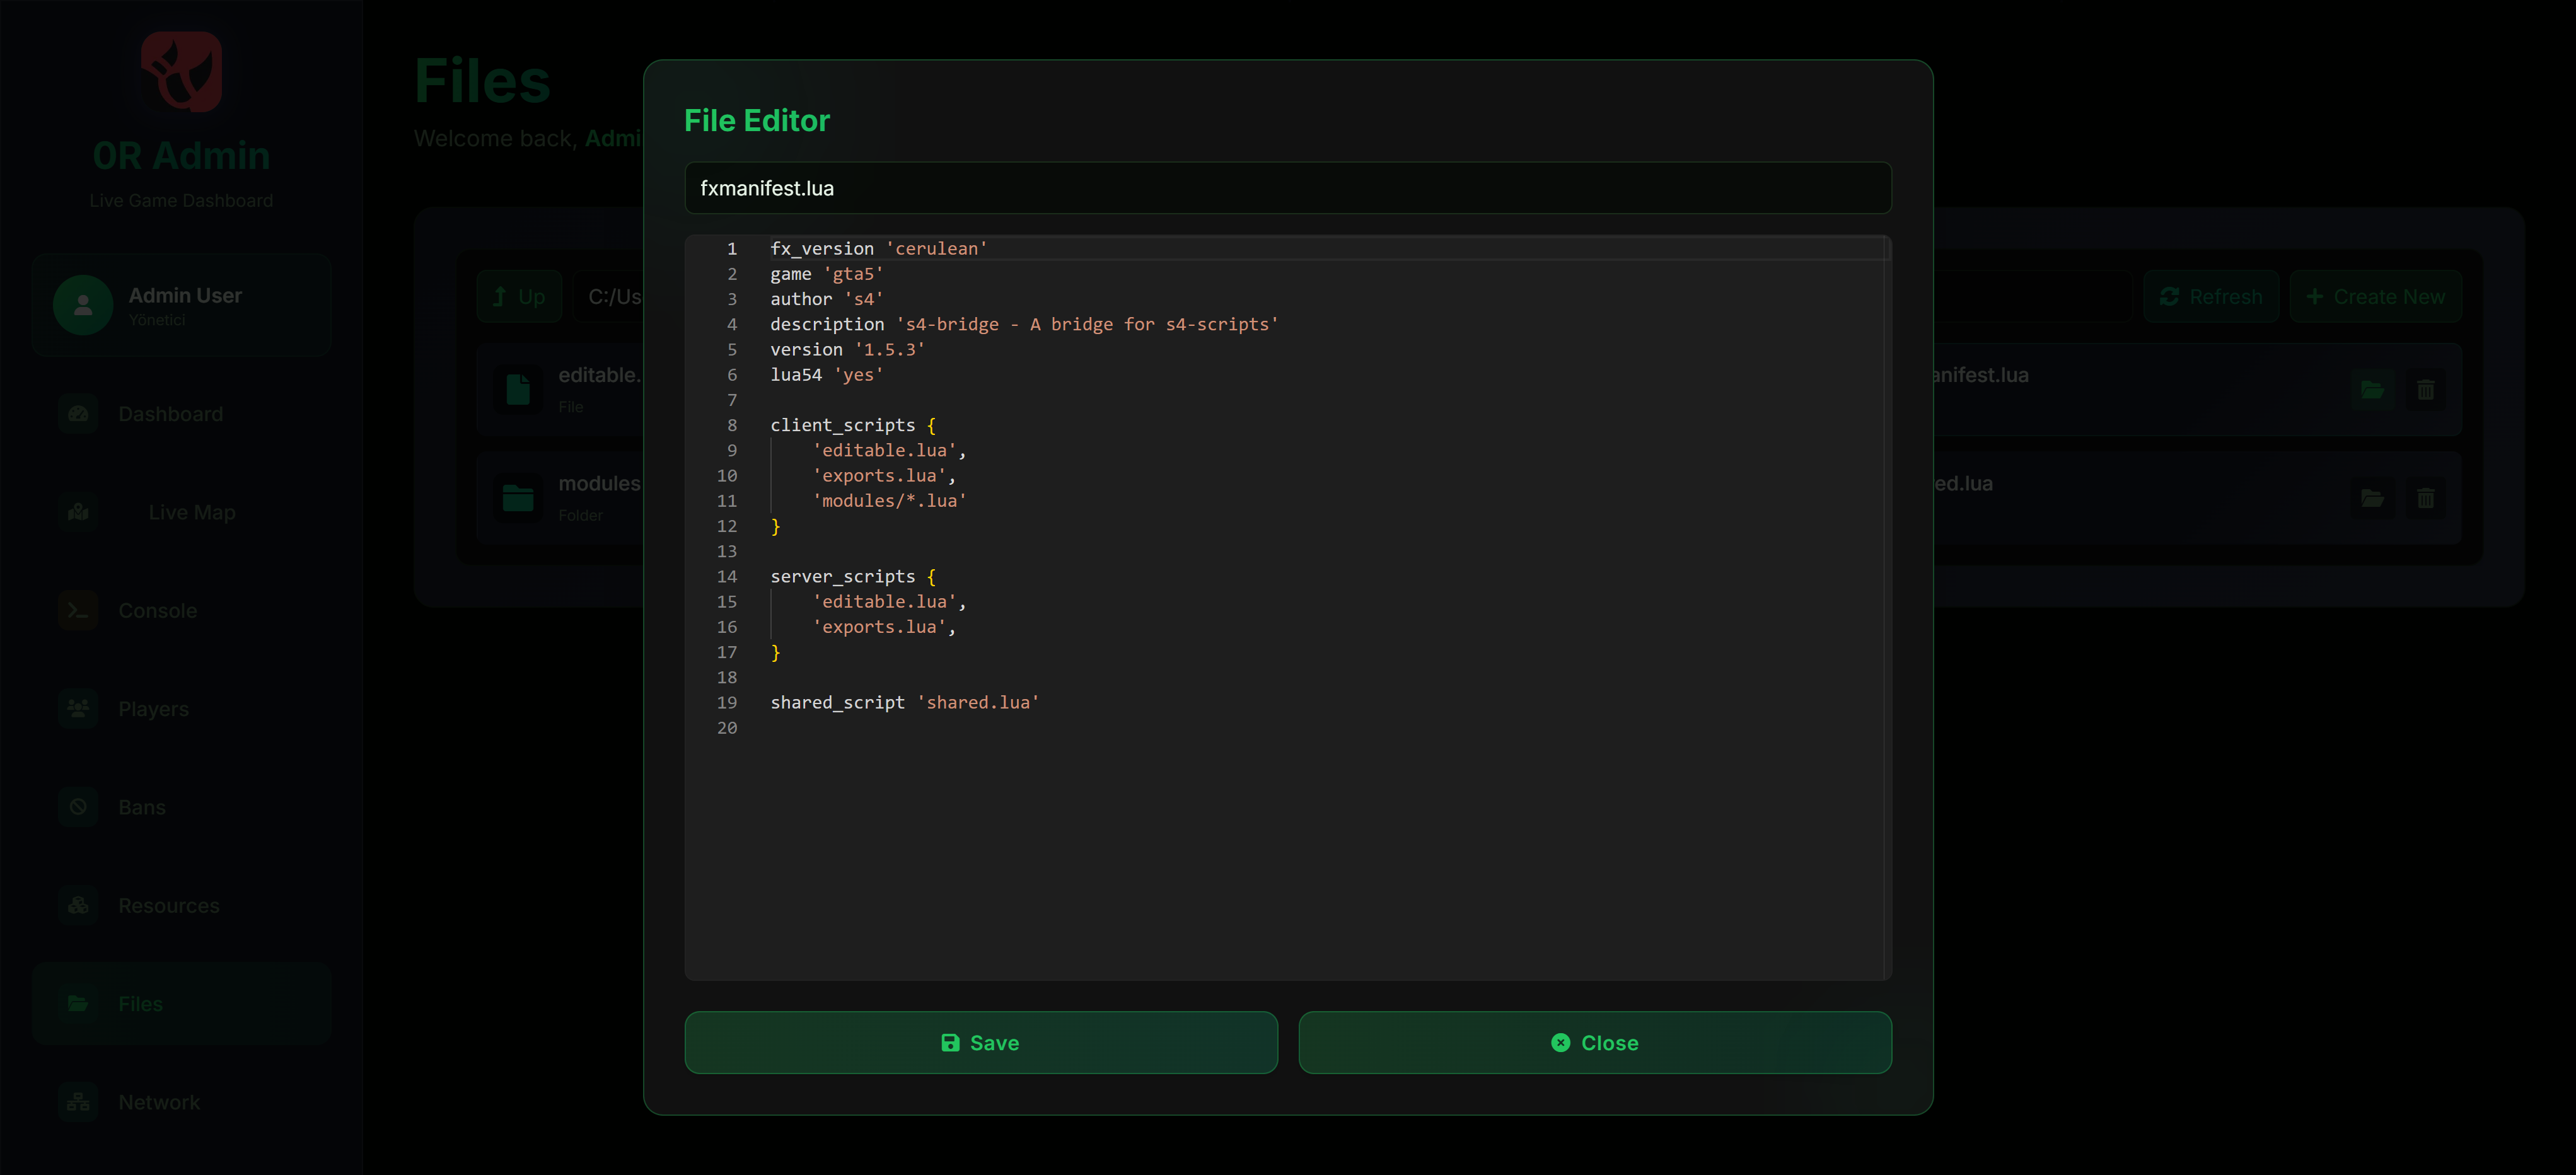 0R Admin
Live Game Dashboard
Admin User
Yönetici
Dashboard
Live Map
Console
Players
Bans
Resources
Files
Network
Files
Welcome back, Admi
Up
C:/Us
Refresh
Create New
editable.
File
modules
Folder
anifest.lua
ed.lua
File Editor
fxmanifest.lua
1 fx_version 'cerulean'
2 game 'gta5'
3 author 's4'
4 description 's4-bridge - A bridge for s4-scripts'
5 version '1.5.3'
6 lua54 'yes'
7
8 client_scripts {
9 'editable.lua',
10 'exports.lua',
11 'modules/*.lua'
12 }
13
14 server_scripts {
15 'editable.lua',
16 'exports.lua',
17 }
18
19 shared_script 'shared.lua'
20
Save
Close